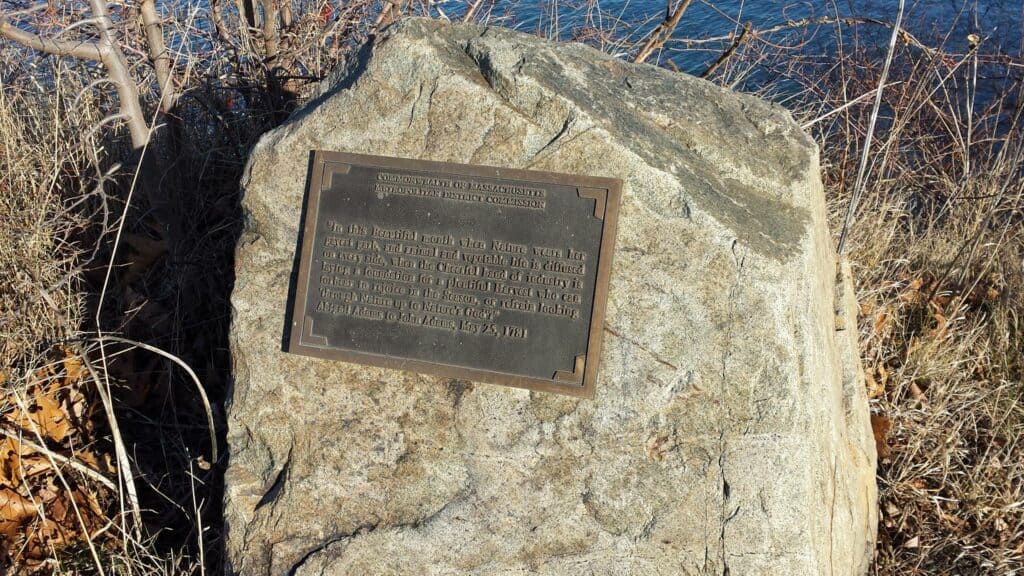 COMMONWEALTH OF MASSACHUSETTS
METROPOLITAN DISTRICT COMMISSION
"In this Beautiful month when Nature wears her
gayest garb, and animal and vegetable life is diffused
on every side, when the Cheerful hand of industry is
laying a foundation for a plentiful Harvest who can
forbear to rejoice in the Season, or refrain looking
through Nature up to Nature's God?"
Abigail Adams to John Adams, May 25, 1781